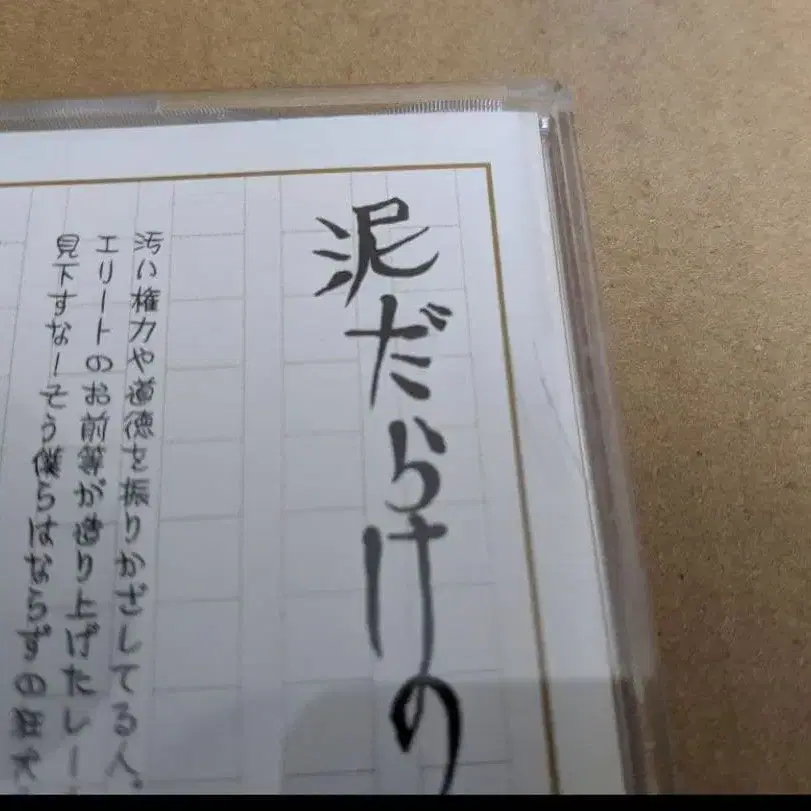 泥だらけの
汚い権力や道徳を振りかざしてる人。
エリートのお前等が造り上げたレー
見下すなーそう僕らはならず